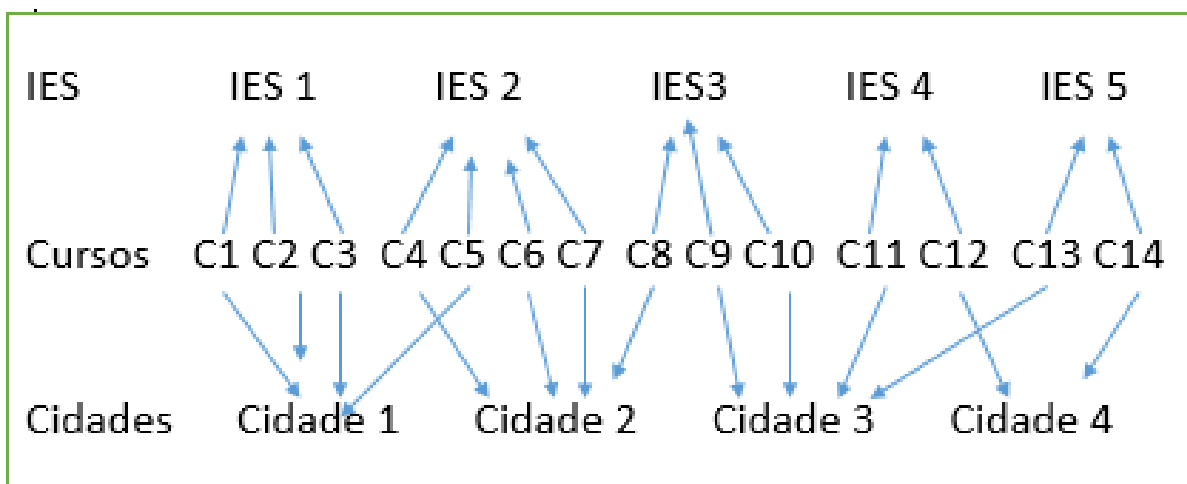 IES IES 1 IES 2 IES3 IES 4 IES 5
Cursos C1 C2 C3 C4 C5 C6 C7 C8 C9 C10 C11 C12 C13 C14
Cidades Cidade 1 Cidade 2 Cidade 3 Cidade 4